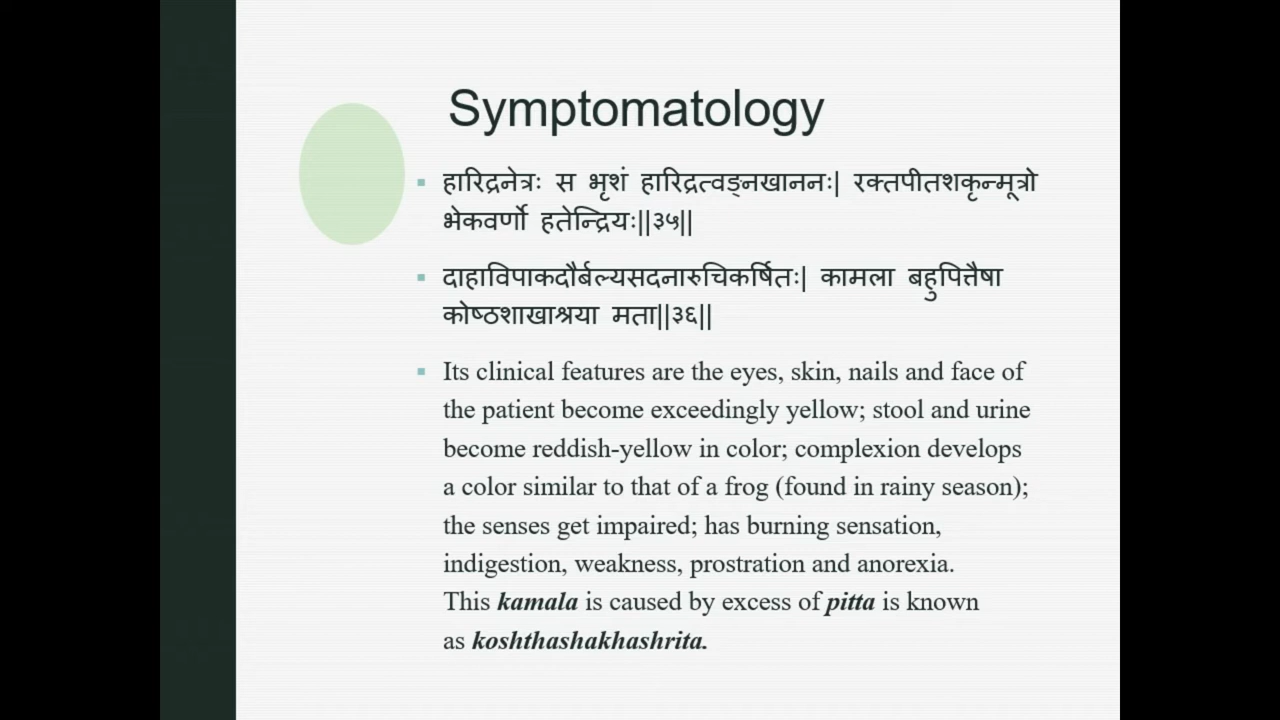 Symptomatology
हारिद्रनेत्रः स भृशं हारिद्रत्वङ्नखाननः| रक्तपीतशकृन्मूत्रो
भेकवर्णो हतेन्द्रियः||३५||
दाहाविपाकदौर्बल्यसदनारुचिकर्षितः| कामला बहुपित्तैषा
कोष्ठशाखाश्रया मता||३६||
Its clinical features are the eyes, skin, nails and face of
the patient become exceedingly yellow; stool and urine
become reddish-yellow in color; complexion develops
a color similar to that of a frog (found in rainy season);
the senses get impaired; has burning sensation,
indigestion, weakness, prostration and anorexia.
This kamala is caused by excess of pitta is known
as koshthashakhashrita.